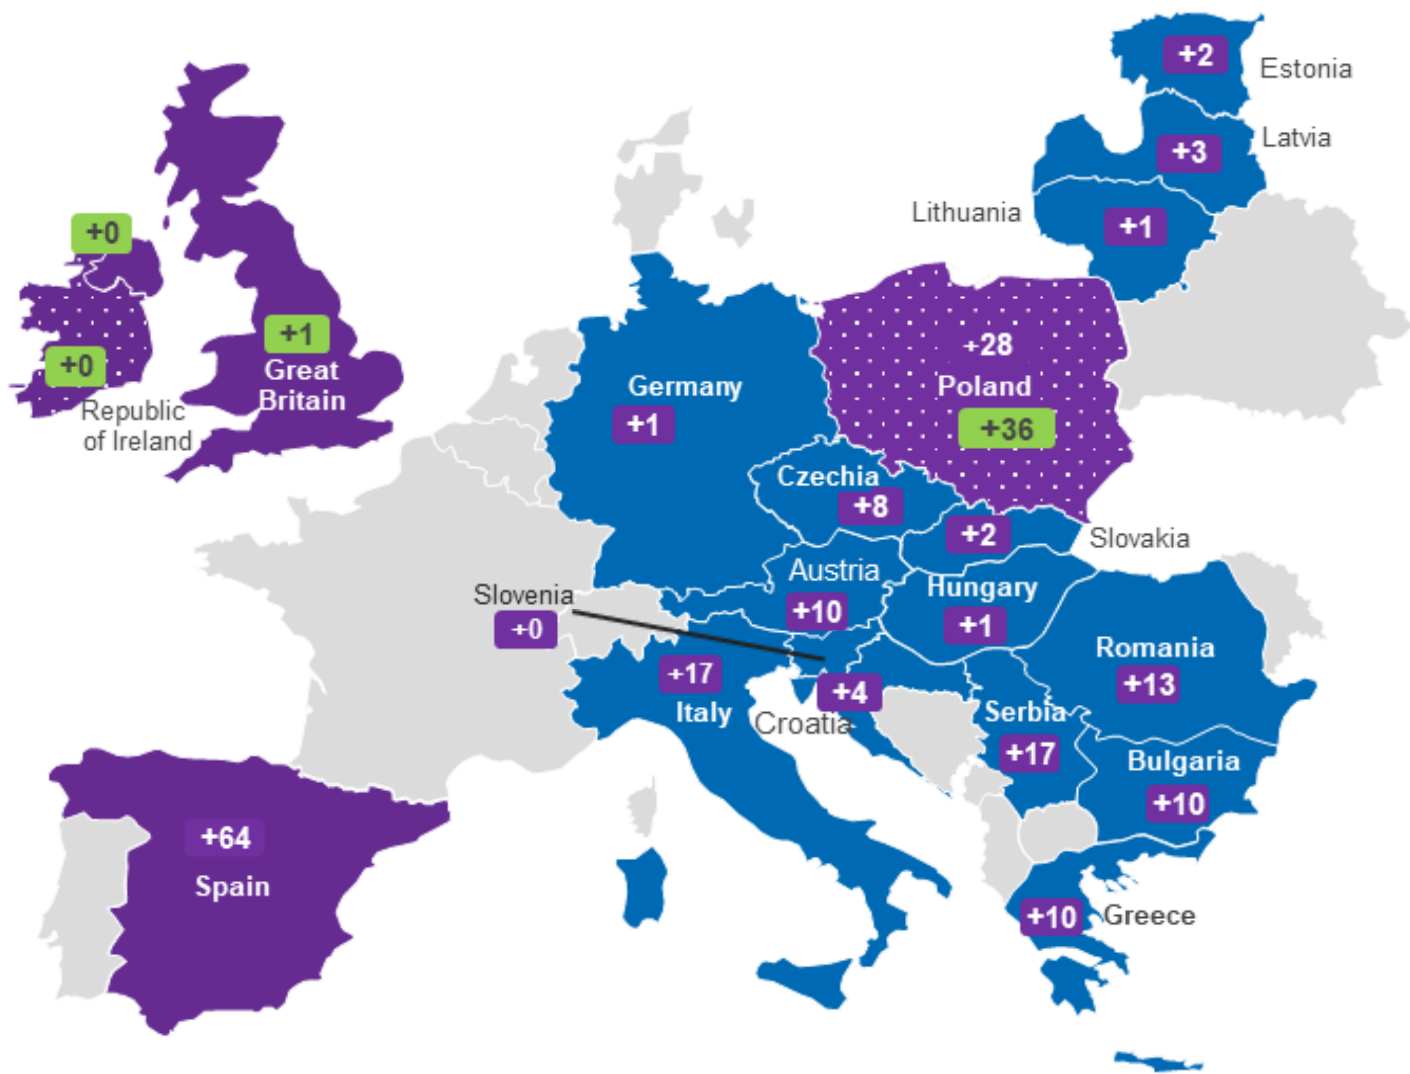 +2
Estonia
+3
Latvia
Lithuania
+1
+0
+1
Great
Britain
+0
Republic
of Ireland
+28
Poland
+36
Germany
+1
Czechia
+8
+2
Slovakia
Austria
+10
Hungary
+1
Slovenia
+0
Romania
+13
+17
Italy
+4
Croatia
Serbia
+17
Bulgaria
+10
+64
Spain
+10
Greece